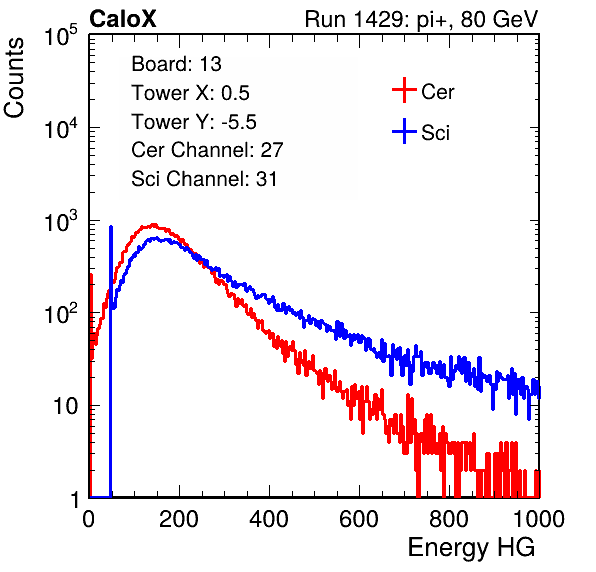 CaloX Run 1429: pi+, 80 GeV
Board: 13
Tower X: 0.5
Tower Y: -5.5
Cer Channel: 27
Sci Channel: 31
Cer
Sci
Counts
10^5
10^4
10^3
10^2
10
1
0 200 400 600 800 1000
Energy HG